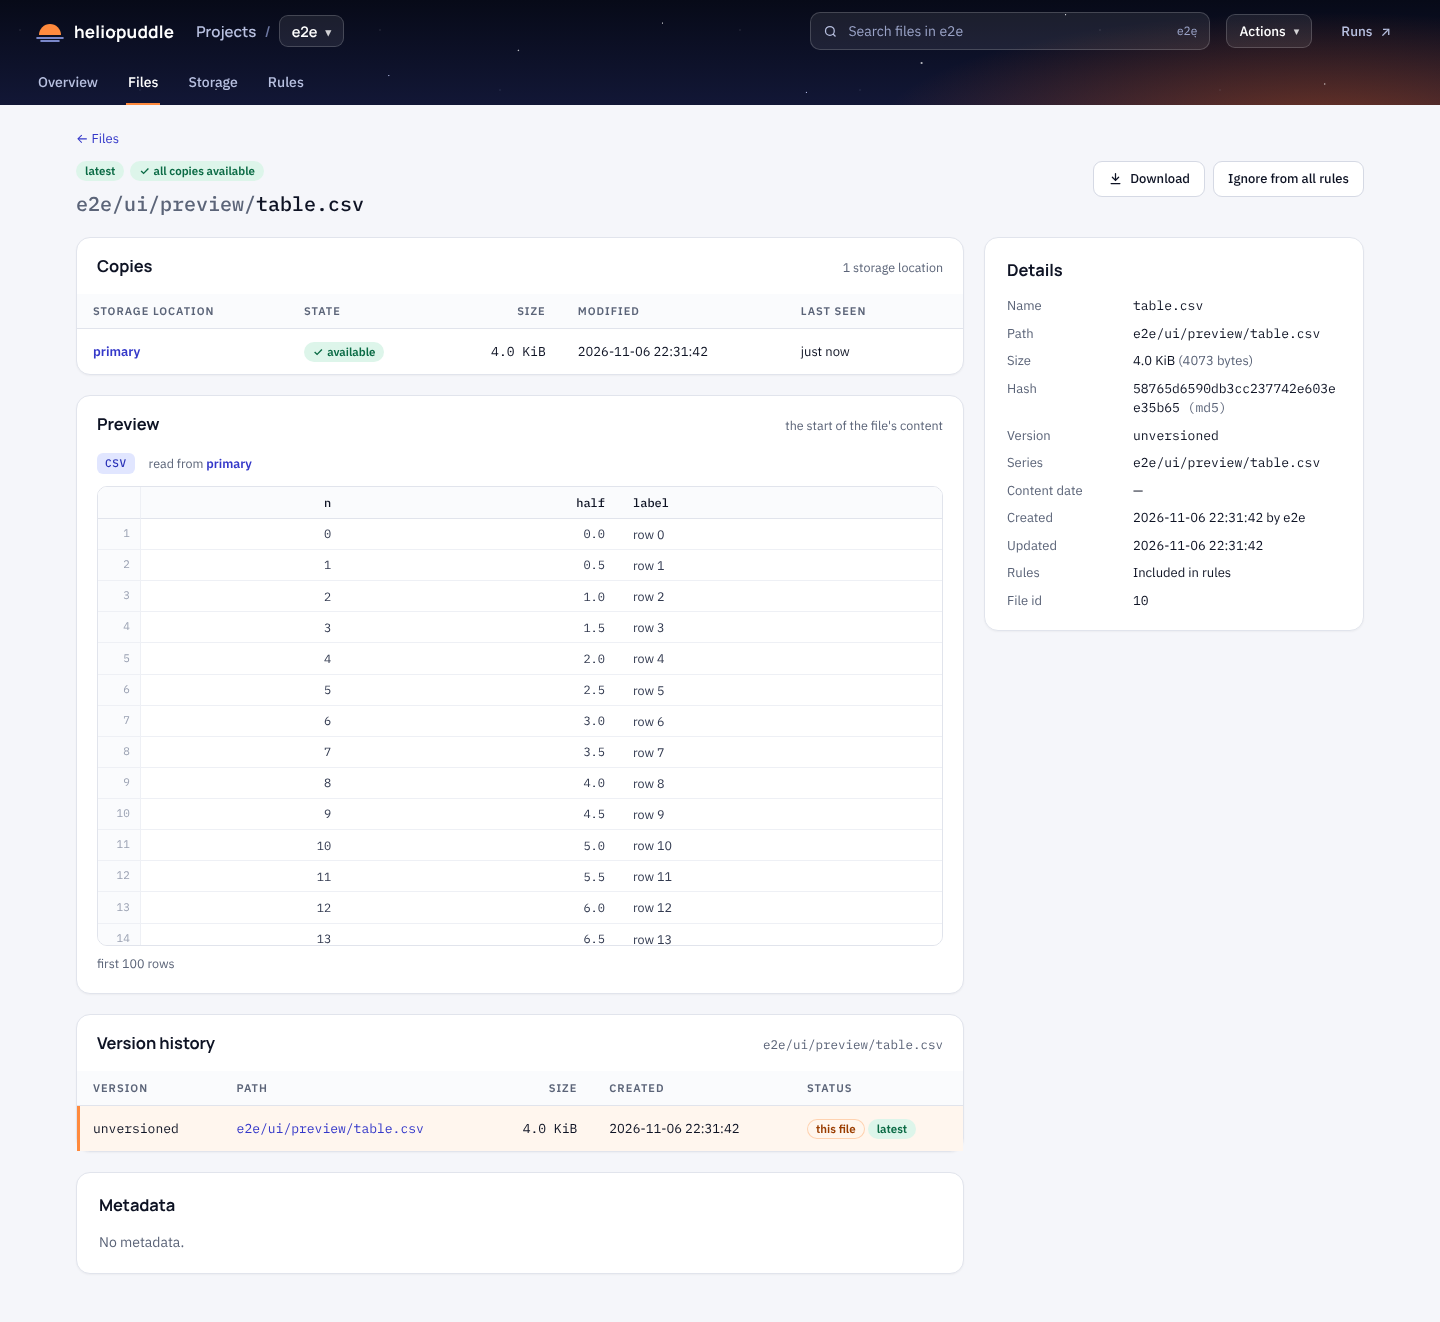 heliopuddle Projects / e2e ▾ Search files in e2e e2e Actions ▾ Runs ↗
Overview Files Storage Rules
← Files
latest ✓ all copies available
Download Ignore from all rules
e2e/ui/preview/table.csv
Copies 1 storage location
STORAGE LOCATION STATE SIZE MODIFIED LAST SEEN
primary ✓ available 4.0 KiB 2026-11-06 22:31:42 just now
Preview the start of the file's content
CSV read from primary
n half label
1 0 0.0 row 0
2 1 0.5 row 1
3 2 1.0 row 2
4 3 1.5 row 3
5 4 2.0 row 4
6 5 2.5 row 5
7 6 3.0 row 6
8 7 3.5 row 7
9 8 4.0 row 8
10 9 4.5 row 9
11 10 5.0 row 10
12 11 5.5 row 11
13 12 6.0 row 12
14 13 6.5 row 13
first 100 rows
Version history e2e/ui/preview/table.csv
VERSION PATH SIZE CREATED STATUS
unversioned e2e/ui/preview/table.csv 4.0 KiB 2026-11-06 22:31:42 this file latest
Metadata
No metadata.
Details
Name table.csv
Path e2e/ui/preview/table.csv
Size 4.0 KiB (4073 bytes)
Hash 58765d6590db3cc237742e603e
e35b65 (md5)
Version unversioned
Series e2e/ui/preview/table.csv
Content date —
Created 2026-11-06 22:31:42 by e2e
Updated 2026-11-06 22:31:42
Rules Included in rules
File id 10